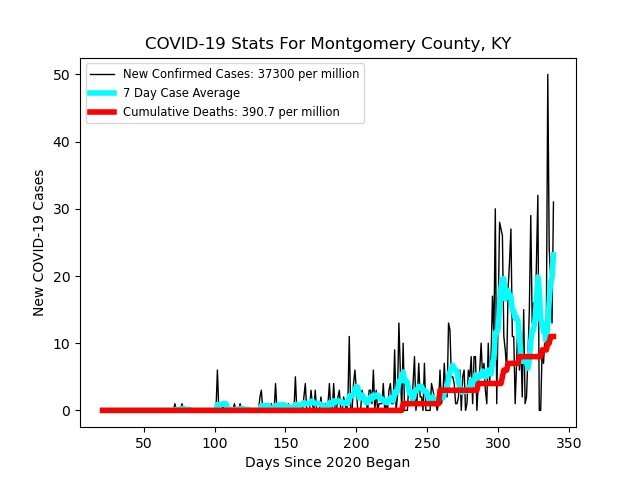 COVID-19 Stats For Montgomery County, KY
New Confirmed Cases: 37300 per million
7 Day Case Average
Cumulative Deaths: 390.7 per million
New COVID-19 Cases
50
40
30
20
10
0
50 100 150 200 250 300 350
Days Since 2020 Began